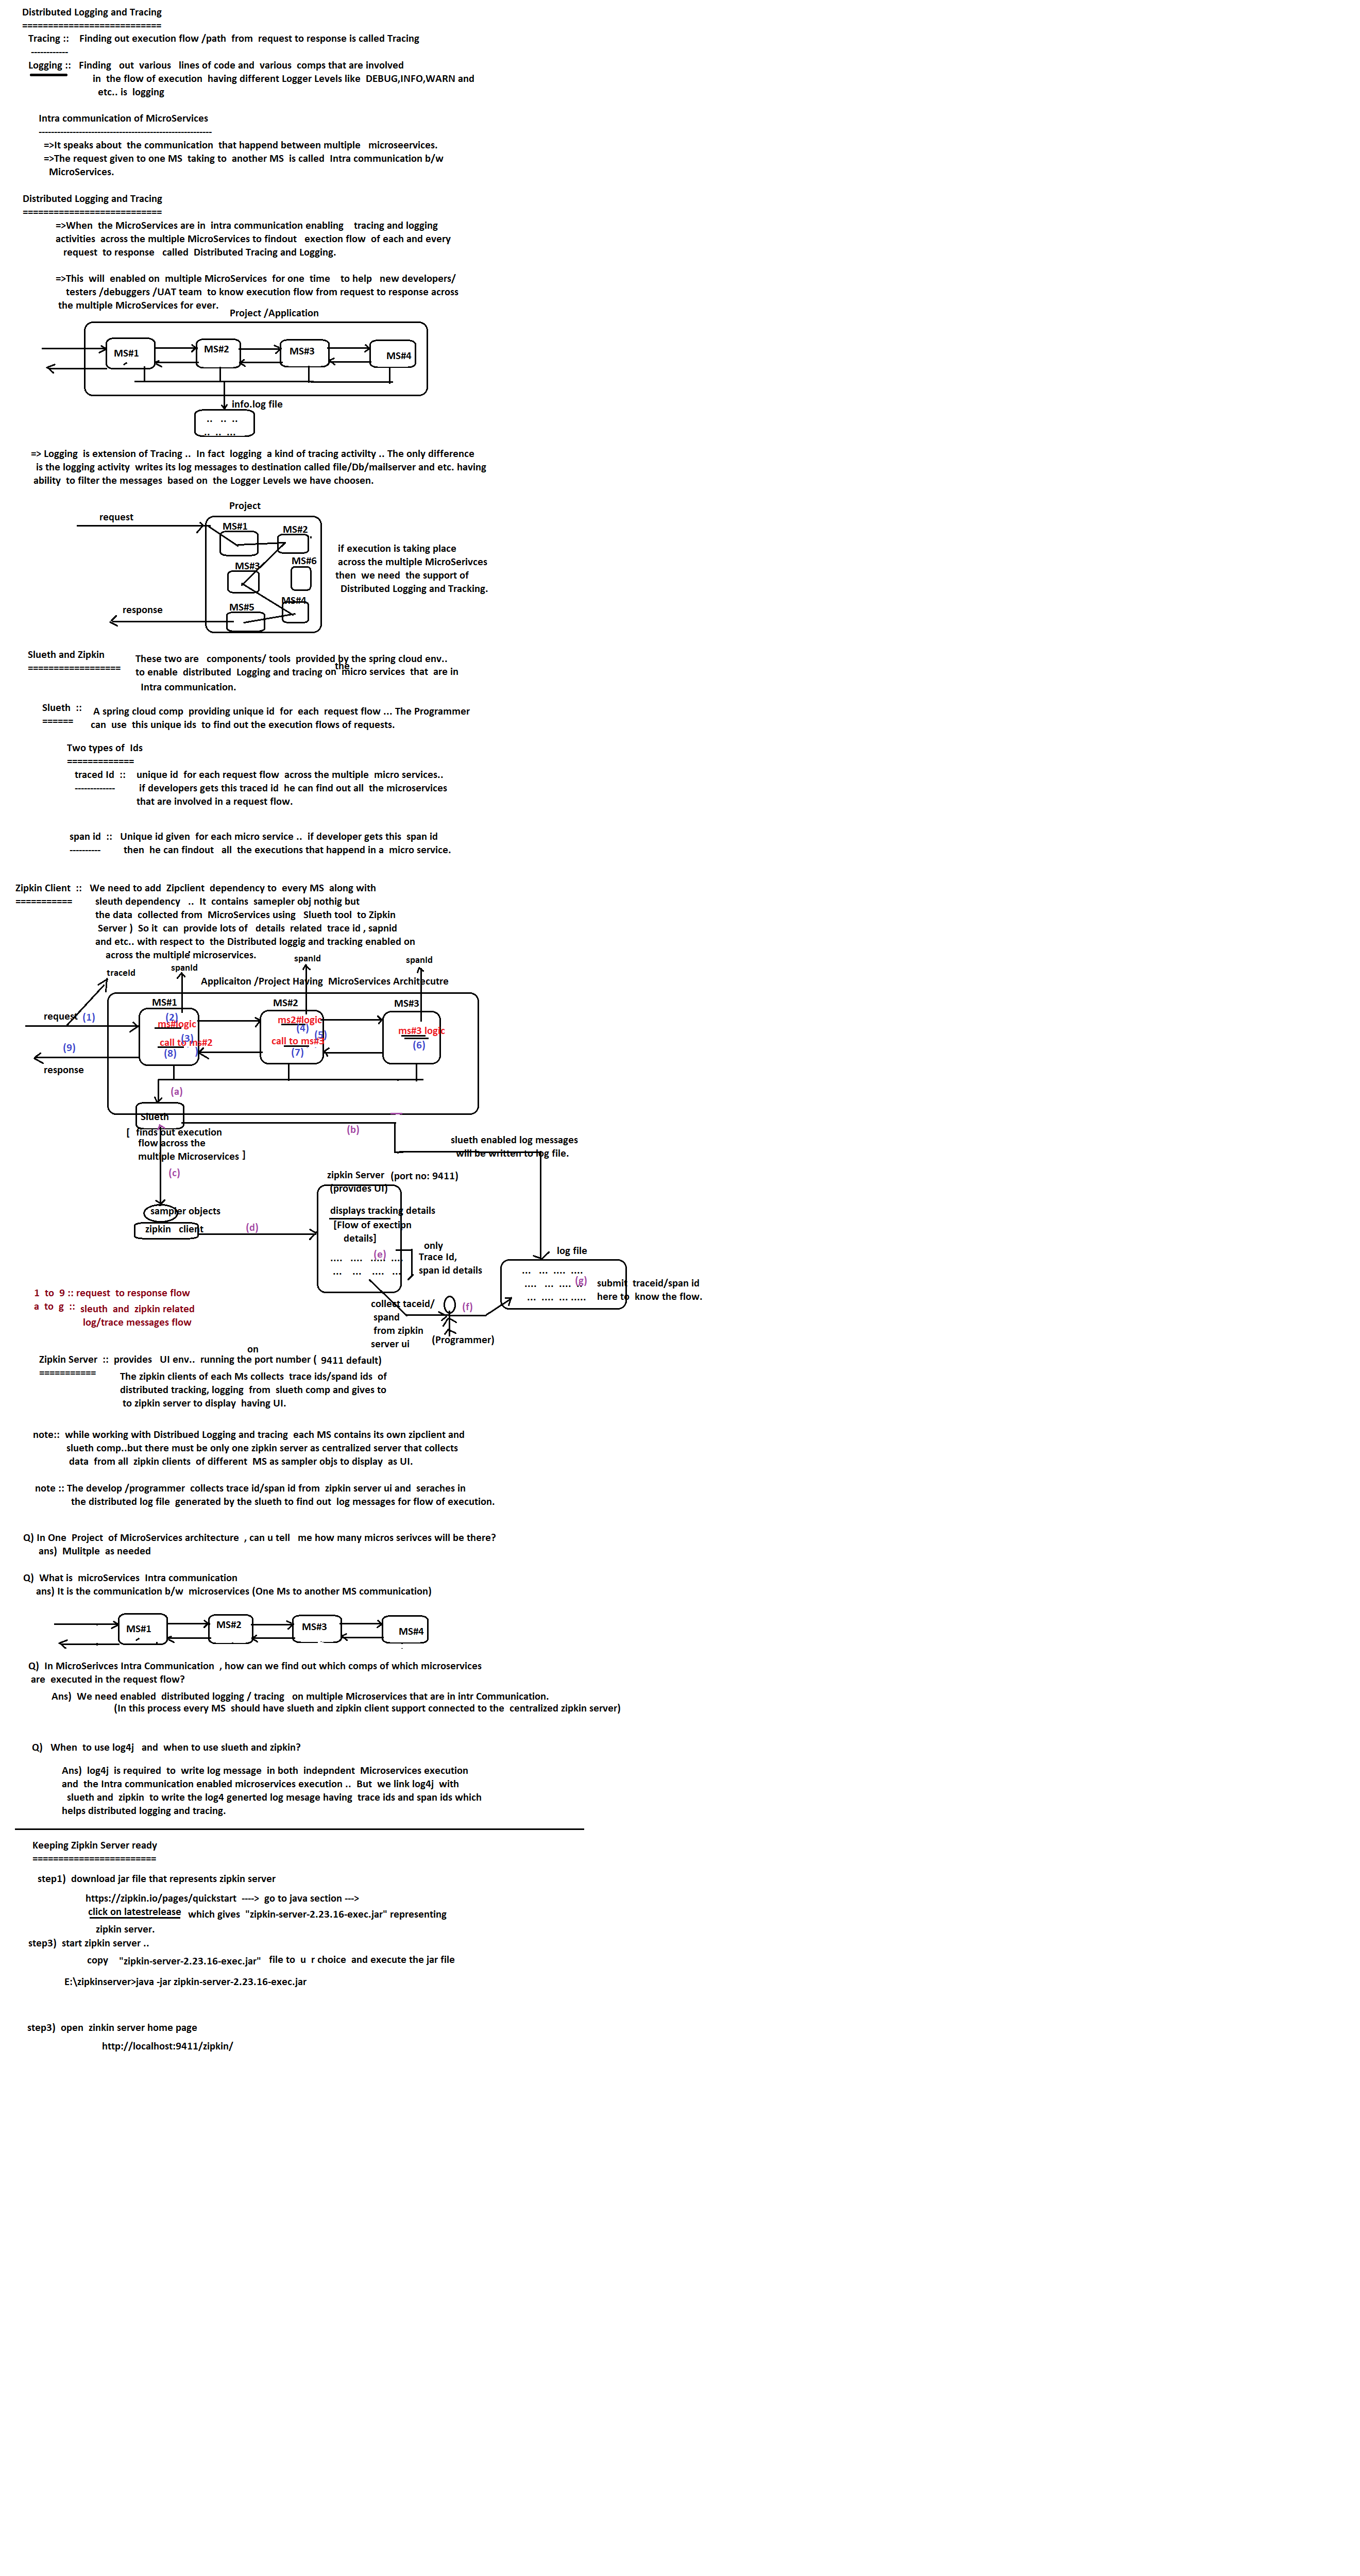 Distributed Logging and Tracing
===========================
Tracing ::    Finding out execution flow /path  from  request to response is called Tracing
------------
Logging ::   Finding   out  various   lines of code and  various  comps that are involved
in  the flow of execution  having different Logger Levels like  DEBUG,INFO,WARN and
etc.. is  logging
Intra communication of MicroServices
--------------------------------------------------------
=>It speaks about  the communication  that happend between multiple   microseervices.
=>The request given to one MS  taking to  another MS  is called  Intra communication b/w
MicroServices.
Distributed Logging and Tracing
===========================
=>When  the MicroServices are in  intra communication enabling    tracing and logging
activities  across the multiple MicroServices to findout   exection flow  of each and every
request  to response   called  Distributed Tracing and Logging.
=>This  will  enabled on  multiple MicroServices  for one  time    to help   new developers/
testers /debuggers /UAT team  to know execution flow from request to response across
the multiple MicroServices for ever.
Project /Application
MS#1
MS#2
MS#3
MS#4
info.log file
..   ..  ..
..  ..  ...
=> Logging  is extension of Tracing ..  In fact  logging  a kind of tracing activilty .. The only difference
is the logging activity  writes its log messages to destination called file/Db/mailserver and etc. having
ability  to filter the messages  based on  the Logger Levels we have choosen.
Project
request
MS#1
MS#2
MS#3
MS#6
MS#4
MS#5
response
if execution is taking place
across the multiple MicroSerivces
then  we need  the support of
Distributed Logging and Tracking.
Slueth and Zipkin
==================
These two are   components/ tools  provided by the spring cloud env..
to enable  distributed  Logging and tracing on  the micro services  that  are in
Intra communication.
Slueth  ::    A spring cloud  comp  providing unique id  for  each  request flow ... The Programmer
======
can  use  this unique ids  to find out the execution flows of requests.
Two types of  Ids
=============
traced Id  ::    unique id  for each request flow  across the multiple  micro services..
-------------
if developers gets this traced id  he can find out all  the microservices
that are involved in a request flow.
span id  ::   Unique id given  for each micro service ..  if developer gets this  span id
----------
then  he can findout   all  the executions that happend in a  micro service.
Zipkin Client  ::   We need to add  Zipclient  dependency to  every MS  along with
===========
sleuth dependency   ..  It  contains  samepler obj nothig but
the data  collected from  MicroServices using   Slueth tool  to Zipkin
Server )  So it  can  provide lots of   details  related  trace id , sapnid
and etc.. with respect to  the Distributed loggig and tracking enabled on
across the multiple microservices.
traceId
spanId
spanId
spanId
Applicaiton /Project Having  MicroServices Architecutre
MS#1
MS#2
MS#3
request
(1)
(2)
ms#logic
(3)
call to ms#2
(8)
ms2#logic
(4)
(5)
call to ms#3
(7)
ms#3 logic
(6)
(9)
response
(a)
Slueth
[  finds out execution
flow across the
multiple Microservices ]
(b)
slueth enabled log messages
will be written to log file.
(c)
zipkin Server  (port no: 9411)
(provides UI)
sampler objects
zipkin   client
(d)
displays tracking details
[Flow of exection
details]
(e)
....   ....   .....   ....
...    ...    ....   ...
only
Trace Id,
span id details
log file
...   ...  ....  ....
....   ...  ....  ..
...  ....  ... .....
(g)
submit  traceid/span id
here to  know the flow.
1  to  9 :: request  to response flow
a  to  g  ::  sleuth  and  zipkin related
log/trace messages flow
collect taceid/
spand
from zipkin
server ui
(f)
(Programmer)
on
Zipkin Server  ::  provides   UI env..  running the port number (  9411 default)
===========
The zipkin clients of each Ms collects  trace ids/spand ids  of
distributed tracking, logging  from  slueth comp and gives to
to zipkin server to display  having UI.
note::  while working with Distribued Logging and tracing  each MS contains its own zipclient and
slueth comp..but there must be only one zipkin server as centralized server that collects
data  from all  zipkin clients  of different  MS as sampler objs to display  as UI.
note :: The develop /programmer  collects trace id/span id from  zipkin server ui and  seraches in
the distributed log file  generated by the slueth to find out  log messages for flow of execution.
Q) In One  Project  of MicroServices architecture  , can u tell   me how many micros serivces will be there?
ans)  Mulitple  as needed
Q)  What is  microServices  Intra communication
ans) It is the communication b/w  microservices (One Ms to another MS communication)
MS#1
MS#2
MS#3
MS#4
Q)  In MicroSerivces Intra Communication  , how can we find out which comps of which microservices
are  executed in the request flow?
Ans)  We need enabled  distributed logging / tracing   on multiple Microservices that are in intr Communication.
(In this process every MS  should have slueth and zipkin client support connected to the  centralized zipkin server)
Q)   When  to use log4j   and  when to use slueth and zipkin?
Ans)  log4j  is required  to  write log message  in both  indepndent  Microservices execution
and  the Intra communication enabled microservices execution ..  But  we link log4j  with
slueth and  zipkin  to write the log4 generted log mesage having  trace ids and span ids which
helps distributed logging and tracing.
Keeping Zipkin Server ready
========================
step1)  download jar file that represents zipkin server
https://zipkin.io/pages/quickstart  ---->  go to java section --->
click on latestrelease  which gives  "zipkin-server-2.23.16-exec.jar" representing
zipkin server.
step3)  start zipkin server ..
copy    "zipkin-server-2.23.16-exec.jar"   file to  u  r choice  and execute the jar file
E:\zipkinserver>java -jar zipkin-server-2.23.16-exec.jar
step3)  open  zinkin server home page
http://localhost:9411/zipkin/